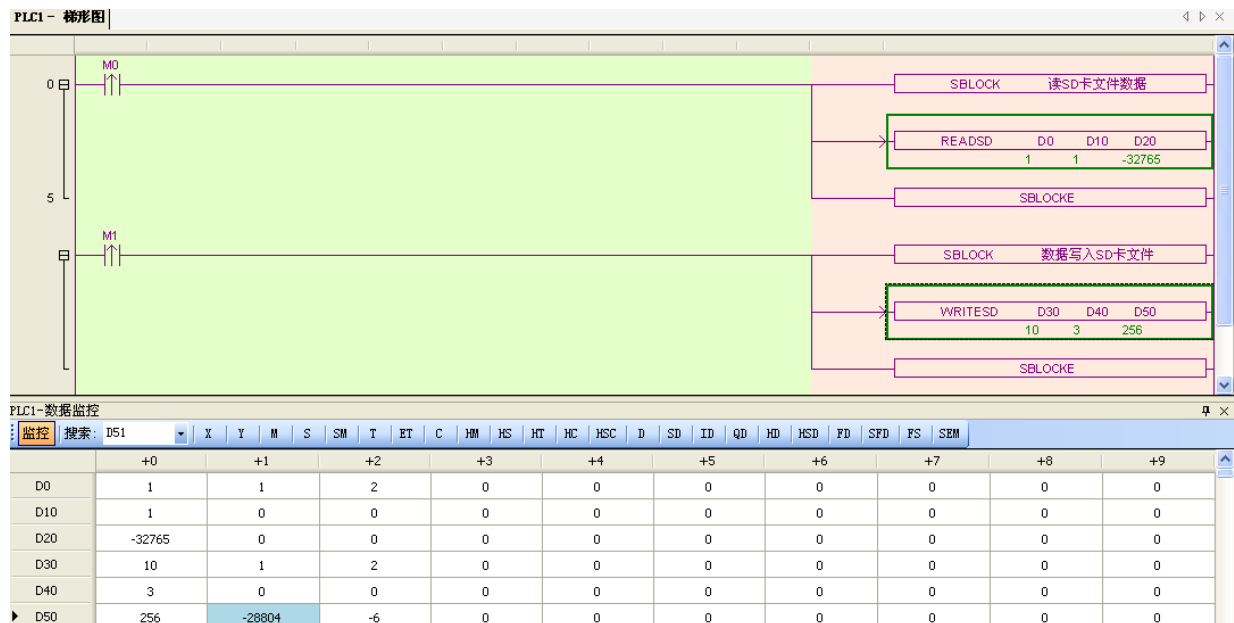 PLC1 - 梯形图
M0
0
SBLOCK 读SD卡文件数据
READSD D0 D10 D20
1 1 -32765
5
SBLOCKE
M1
SBLOCK 数据写入SD卡文件
WRITESD D30 D40 D50
10 3 256
SBLOCKE
PLC1-数据监控
监控 搜索: D51 X Y M S SM T ET C HM HS HT HC HSC D SD ID QD HD HSD FD SFD FS SEM
+0 +1 +2 +3 +4 +5 +6 +7 +8 +9
D0 1 1 2 0 0 0 0 0 0 0
D10 1 0 0 0 0 0 0 0 0 0
D20 -32765 0 0 0 0 0 0 0 0 0
D30 10 1 2 0 0 0 0 0 0 0
D40 3 0 0 0 0 0 0 0 0 0
D50 256 -28804 -6 0 0 0 0 0 0 0